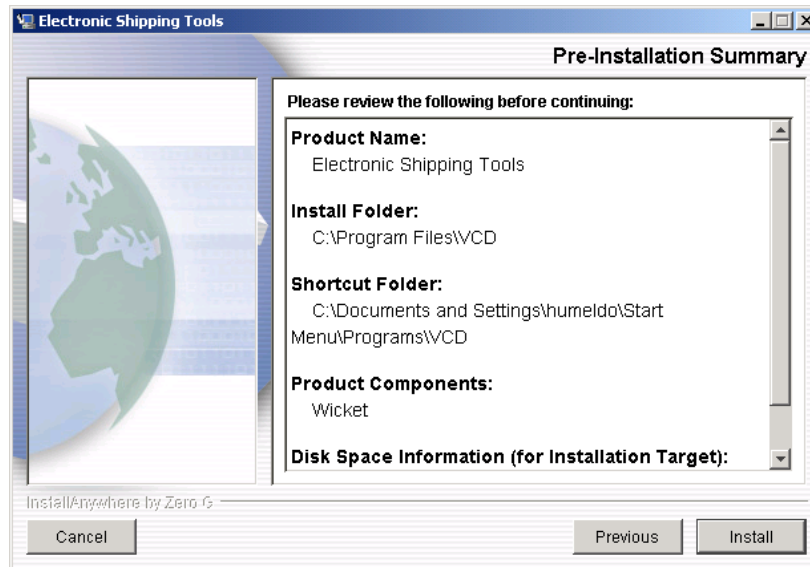 Electronic Shipping Tools
Pre-Installation Summary
Please review the following before continuing:
Product Name:
Electronic Shipping Tools
Install Folder:
C:\Program Files\VCD
Shortcut Folder:
C:\Documents and Settings\humeldo\Start
Menu\Programs\VCD
Product Components:
Wicket
Disk Space Information (for Installation Target):
InstallAnywhere by Zero G
Cancel
Previous
Install